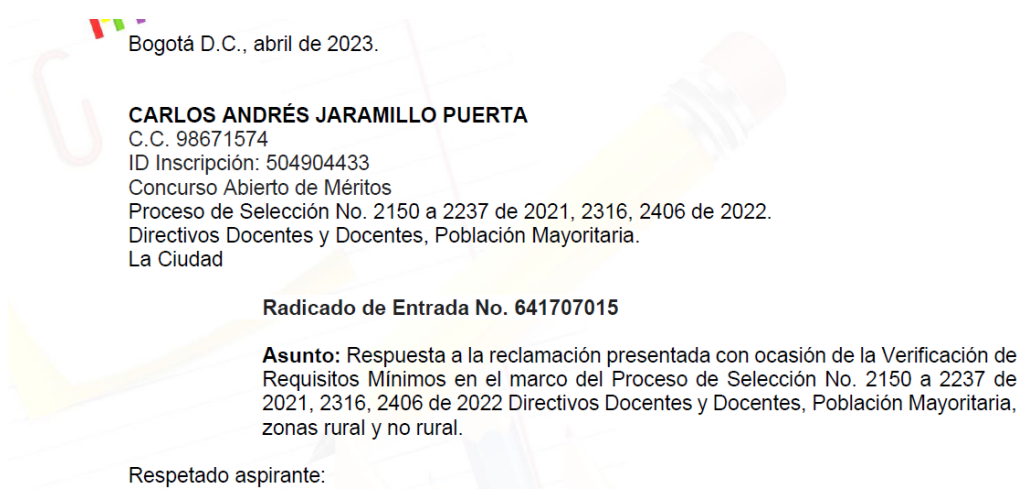 Bogotá D.C., abril de 2023.
CARLOS ANDRÉS JARAMILLO PUERTA
C.C. 98671574
ID Inscripción: 504904433
Concurso Abierto de Méritos
Proceso de Selección No. 2150 a 2237 de 2021, 2316, 2406 de 2022.
Directivos Docentes y Docentes, Población Mayoritaria.
La Ciudad
Radicado de Entrada No. 641707015
Asunto: Respuesta a la reclamación presentada con ocasión de la Verificación de
Requisitos Mínimos en el marco del Proceso de Selección No. 2150 a 2237 de
2021, 2316, 2406 de 2022 Directivos Docentes y Docentes, Población Mayoritaria,
zonas rural y no rural.
Respetado aspirante: